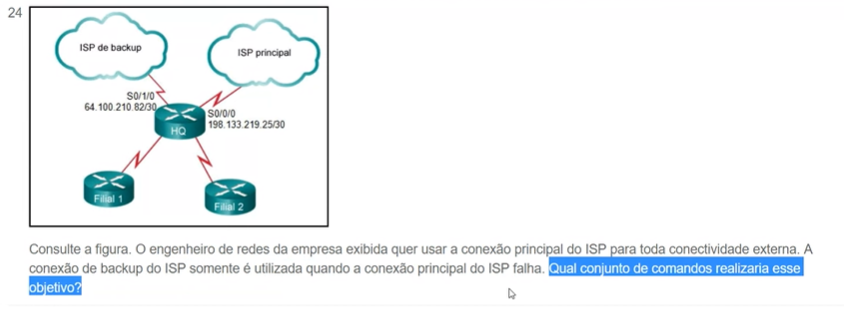 24
ISP de backup
ISP principal
S0/1/0
64.100.210.82/30
S0/0/0
198.133.219.25/30
HQ
Filial 1
Filial 2
Consulte a figura. O engenheiro de redes da empresa exibida quer usar a conexão principal do ISP para toda conectividade externa. A
conexão de backup do ISP somente é utilizada quando a conexão principal do ISP falha. Qual conjunto de comandos realizaria esse
objetivo?